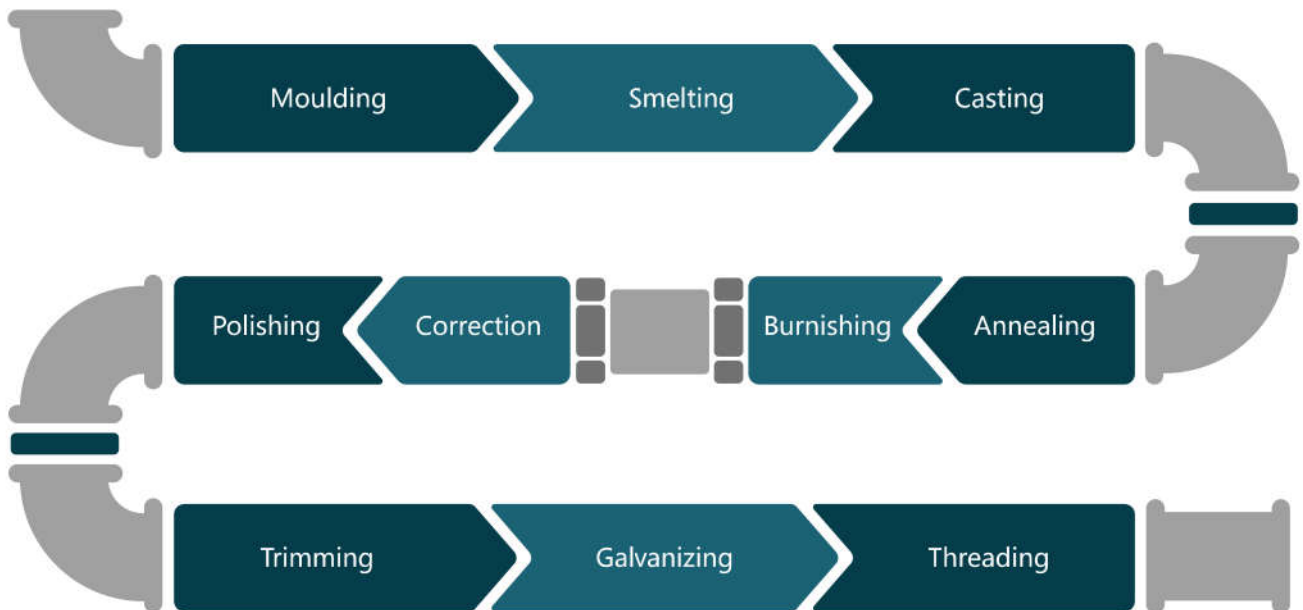 Moulding
Smelting
Casting
Annealing
Burnishing
Correction
Polishing
Trimming
Galvanizing
Threading